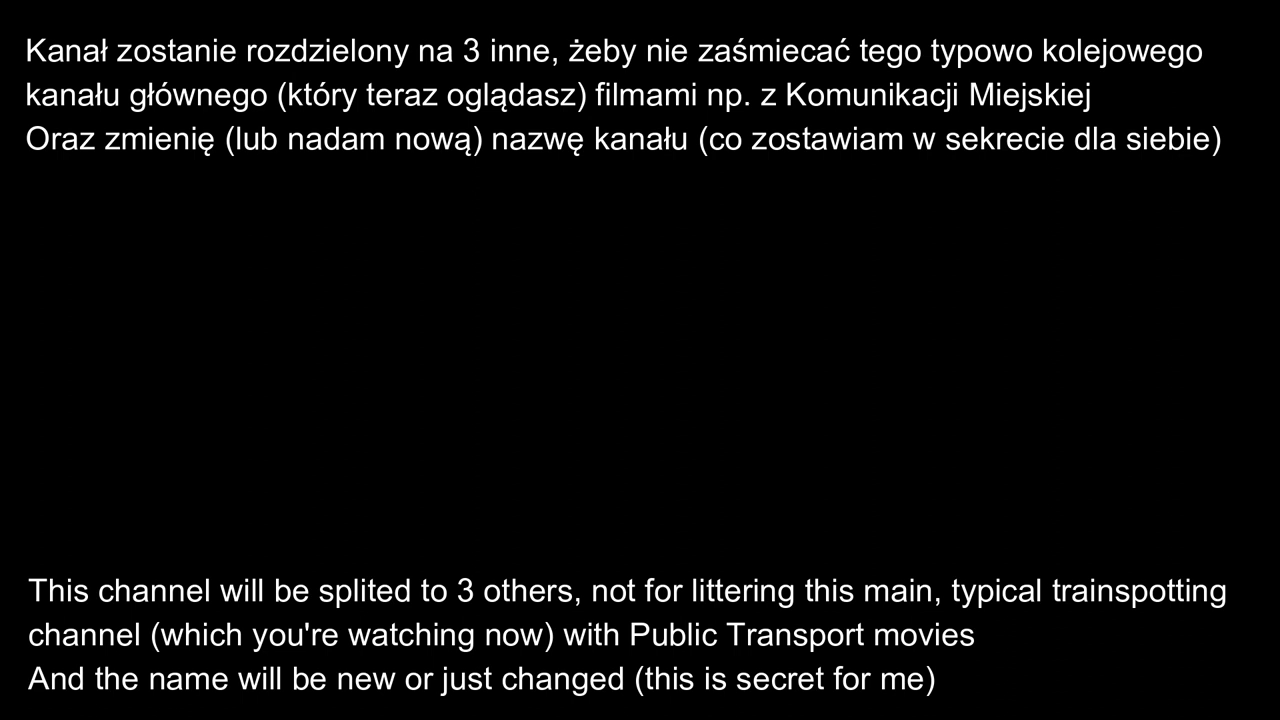 Kanał zostanie rozdzielony na 3 inne, żeby nie zaśmiecać tego typowo kolejowego
kanału głównego (który teraz oglądasz) filmami np. z Komunikacji Miejskiej
Oraz zmienię (lub nadam nową) nazwę kanału (co zostawiam w sekrecie dla siebie)
This channel will be splited to 3 others, not for littering this main, typical trainspotting
channel (which you're watching now) with Public Transport movies
And the name will be new or just changed (this is secret for me)